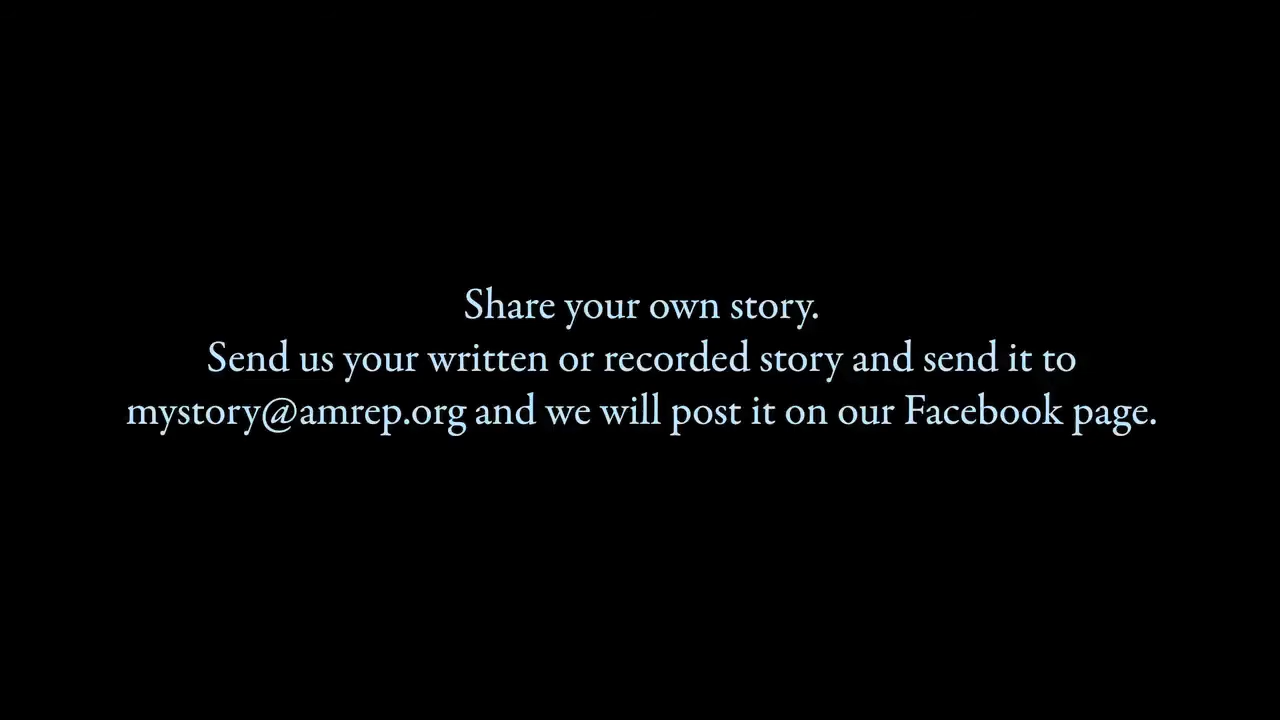 Share your own story.
Send us your written or recorded story and send it to
mystory@amrep.org and we will post it on our Facebook page.